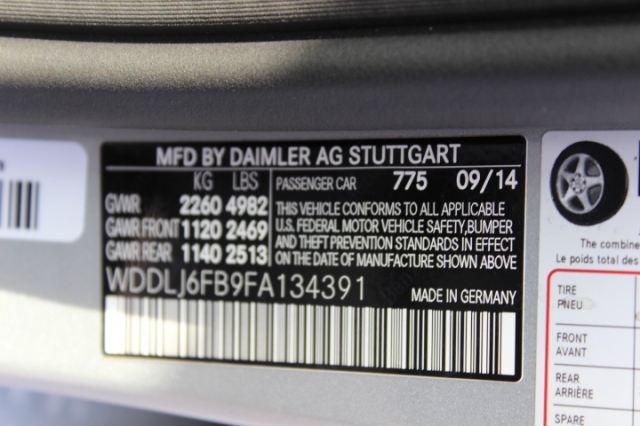 MFD BY DAIMLER AG STUTTGART
KG LBS
GVWR 2260 4982
GAWR FRONT 1120 2469
GAWR REAR 1140 2513
PASSENGER CAR 775 09/14
THIS VEHICLE CONFORMS TO ALL APPLICABLE
U.S. FEDERAL MOTOR VEHICLE SAFETY, BUMPER
AND THEFT PREVENTION STANDARDS IN EFFECT
ON THE DATE OF MANUFACTURE SHOWN ABOVE.
WDDLJ6FB9FA134391
MADE IN GERMANY
The combine
Le poids total des
TIRE
PNEU
FRONT
AVANT
REAR
ARRIÈRE
SPARE